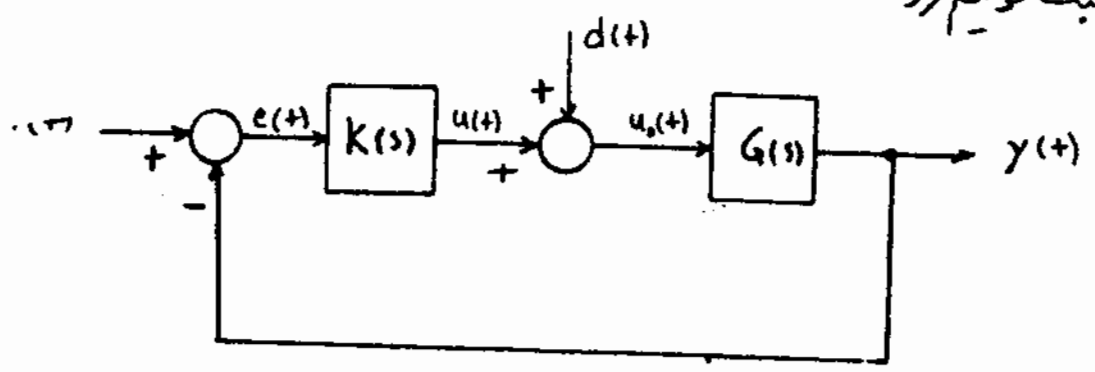 d(t)
+
e(t)
K(s)
u(t)
u₀(t)
G(s)
y(t)
+
+
-